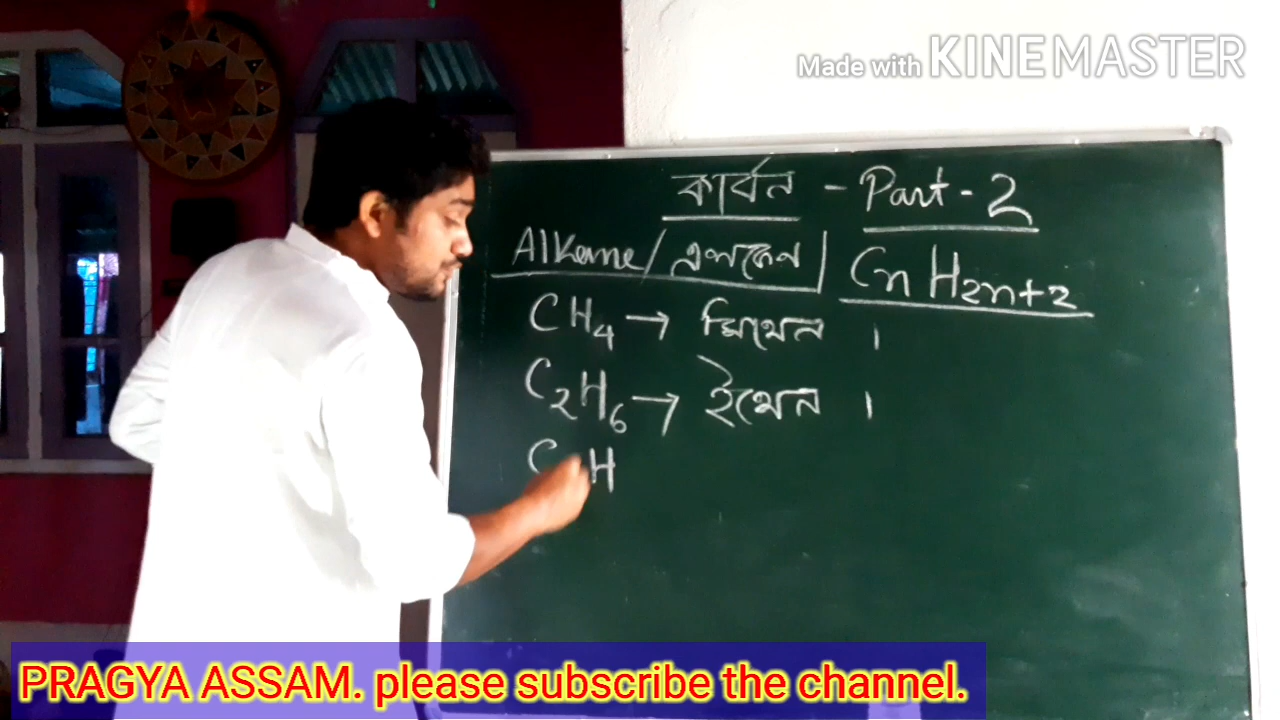 Made with KINEMASTER
কাৰ্বন - Part - 2
Alkane / এলকেন / CnH2n+2
CH4 → মিথেন ।
C2H6 → ইথেন ।
C H
PRAGYA ASSAM. please subscribe the channel.